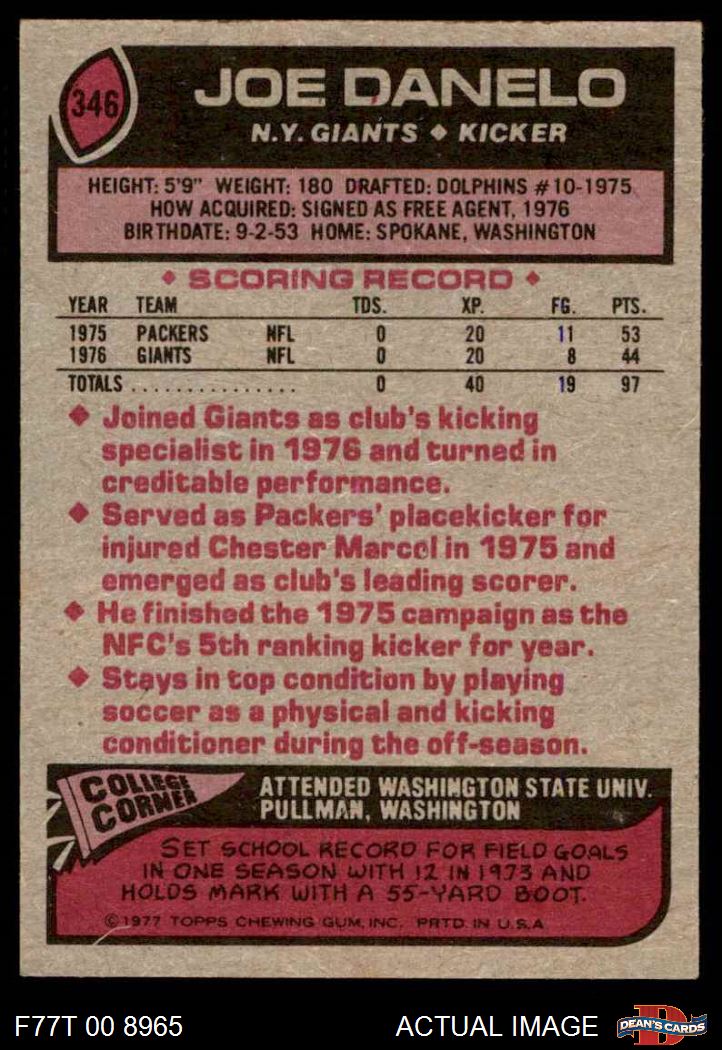 346
JOE DANELO
N.Y. GIANTS ♦ KICKER
HEIGHT: 5'9" WEIGHT: 180 DRAFTED: DOLPHINS #10-1975
HOW ACQUIRED: SIGNED AS FREE AGENT, 1976
BIRTHDATE: 9-2-53 HOME: SPOKANE, WASHINGTON
♦ SCORING RECORD ♦
YEAR TEAM TDS. XP. FG. PTS.
1975 PACKERS NFL 0 20 11 53
1976 GIANTS NFL 0 20 8 44
TOTALS ............... 0 40 19 97
♦ Joined Giants as club's kicking
specialist in 1976 and turned in
creditable performance.
♦ Served as Packers' placekicker for
injured Chester Marcol in 1975 and
emerged as club's leading scorer.
♦ He finished the 1975 campaign as the
NFC's 5th ranking kicker for year.
♦ Stays in top condition by playing
soccer as a physical and kicking
conditioner during the off-season.
COLLEGE
CORNER
ATTENDED WASHINGTON STATE UNIV.
PULLMAN, WASHINGTON
SET SCHOOL RECORD FOR FIELD GOALS
IN ONE SEASON WITH 12 IN 1973 AND
HOLDS MARK WITH A 55-YARD BOOT.
© 1977 TOPPS CHEWING GUM, INC. PRTD. IN U.S.A.
F77T 00 8965
ACTUAL IMAGE
D
DEAN'S CARDS